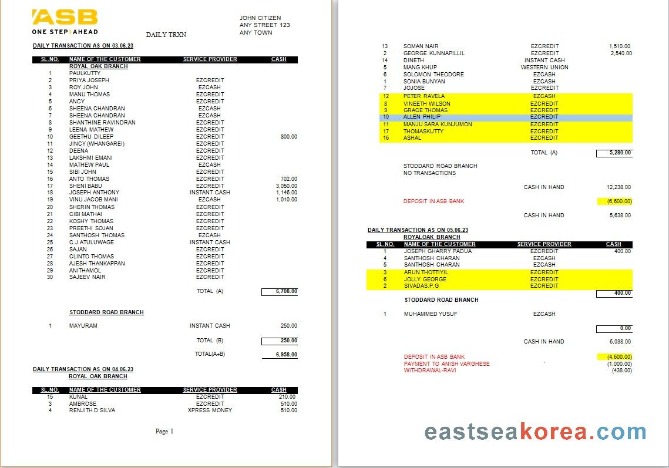 ASB
ONE STEP AHEAD
JOHN CITIZEN
ANY STREET 123
ANY TOWN
DAILY TRXN
DAILY TRANSACTION AS ON 03.06.23
SL.NO. NAME OF THE CUSTOMER SERVICE PROVIDER CASH
ROYAL OAK BRANCH
1 PAULKUTTY
2 PRIYA JOSEPH EZCREDIT
3 ROY JOHN EZCASH
4 MANU THOMAS EZCREDIT
5 ANCY EZCREDIT
6 SHEENA CHANDRAN EZCASH
7 SHEENA CHANDRAN EZCASH
8 SHANTHINE RAVINDRAN EZCREDIT
9 LEENA MATHEW EZCREDIT
10 GEETHU DILEEP EZCREDIT 800.00
11 JINCY(WHANGAREI) EZCREDIT
12 DEENA EZCREDIT
13 LAKSHMI EMANI EZCREDIT
14 MATHEW PAUL EZCASH
15 SIBI JOHN EZCREDIT
16 ANTO THOMAS EZCREDIT 702.00
17 SHENI BABU EZCREDIT 3,050.00
18 JOSEPH ANTHONY INSTANT CASH 1,146.00
19 VINU JACOB MANI EZCASH 1,010.00
20 SHERIN THOMAS EZCREDIT
21 GIBI MATHAI EZCREDIT
22 KOSHY THOMAS EZCREDIT
23 PREETHI SOJAN EZCREDIT
24 SANTHOSH THOMAS EZCASH
25 C.J ATULUWAGE INSTANT CASH
26 SAJAN EZCREDIT
27 CLINTO THOMAS EZCREDIT
28 AJESH THANKAPPAN EZCREDIT
29 ANITHAMOL EZCREDIT
30 SAJEEV NAIR EZCREDIT
TOTAL (A) 6,708.00
STODDARD ROAD BRANCH
1 MAYURAM INSTANT CASH 250.00
TOTAL (B) 250.00
TOTAL(A+B) 6,958.00
DAILY TRANSACTION AS ON 04.06.23
ROYAL OAK BRANCH
SL.NO. NAME OF THE CUSTOMER SERVICE PROVIDER CASH
15 KUNAL EZCREDIT 210.00
3 AMBROSE EZCREDIT 510.00
4 RENJITH D SILVA XPRESS MONEY 510.00
Page 1
13 SOMAN NAIR EZCREDIT 1,510.00
2 GEORGE KUNNAPILLIL EZCREDIT 2,540.00
14 DINETH INSTANT CASH
5 MANG KHUP WESTERN UNION
6 SOLOMON THEODORE EZCASH
1 SONIA BUNYAN EZCASH
7 JOJOSE EZCREDIT
12 PETER RAVELA EZCASH
8 VINEETH WILSON EZCREDIT
9 GRACE THOMAS EZCREDIT
10 ALLEN PHILIP EZCREDIT
11 MANJU SARA KUNJUMON EZCREDIT
17 THOMASKUTTY EZCREDIT
16 ASHAL EZCREDIT
TOTAL (A) 5,280.00
STODDARD ROAD BRANCH
NO TRANSACTIONS
CASH IN HAND 12,238.00
DEPOSIT IN ASB BANK (6,600.00)
CASH IN HAND 5,638.00
DAILY TRANSACTION AS ON 05.06.23
ROYALOAK BRANCH
SL.NO. NAME OF THE CUSTOMER SERVICE PROVIDER CASH
1 JOSEPH CHARRY PADUA EZCREDIT 400.00
4 SANTHOSH CHARAN EZCREDIT
5 SANTHOSH CHARAN EZCREDIT
3 ARUN THOTTIYIL EZCREDIT
6 JOLLY GEORGE EZCREDIT
2 SIVADAS.P.G EZCREDIT
400.00
STODDARD ROAD BRANCH
1 MUHAMMED YUSUF EZCASH
0.00
CASH IN HAND 6,038.00
DEPOSIT IN ASB BANK (4,600.00)
PAYMENT TO ANISH VARGHESE (1,000.00)
WITHDRAWAL-RAVI (438.00)
eastseakorea.com